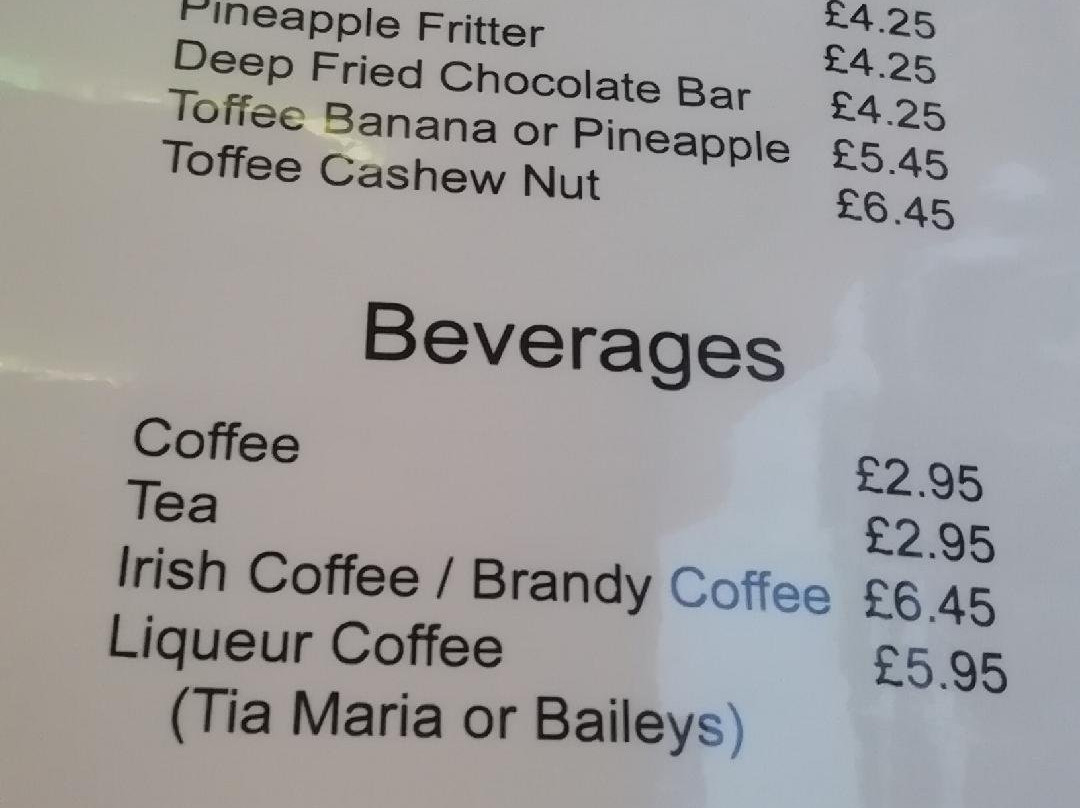 £4.25
Pineapple Fritter £4.25
Deep Fried Chocolate Bar £4.25
Toffee Banana or Pineapple £5.45
Toffee Cashew Nut £6.45
Beverages
Coffee £2.95
Tea £2.95
Irish Coffee / Brandy Coffee £6.45
Liqueur Coffee £5.95
(Tia Maria or Baileys)